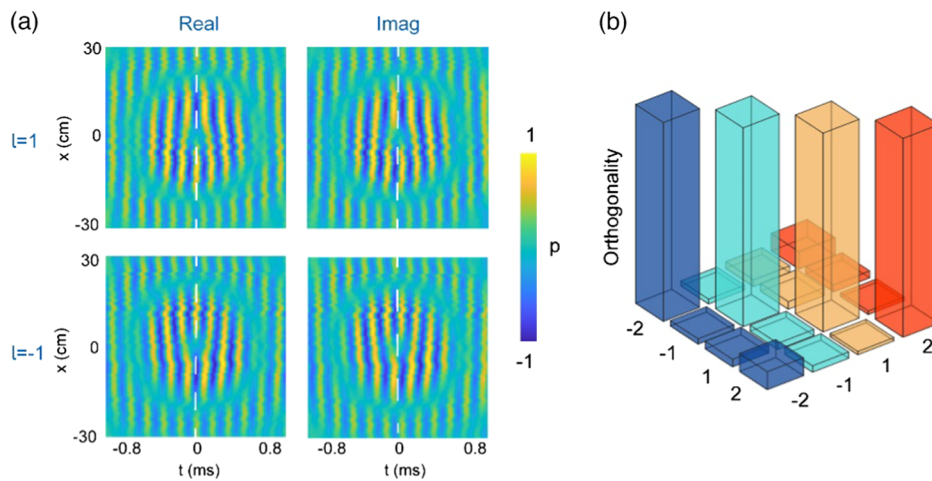 (a)
Real
Imag
(b)
x (cm)
30
0
-30
l=1
l=-1
x (cm)
30
0
-30
-0.8
0
0.8
t (ms)
-0.8
0
0.8
t (ms)
1
p
-1
Orthogonality
-2
-1
1
2
-2
-1
1
2